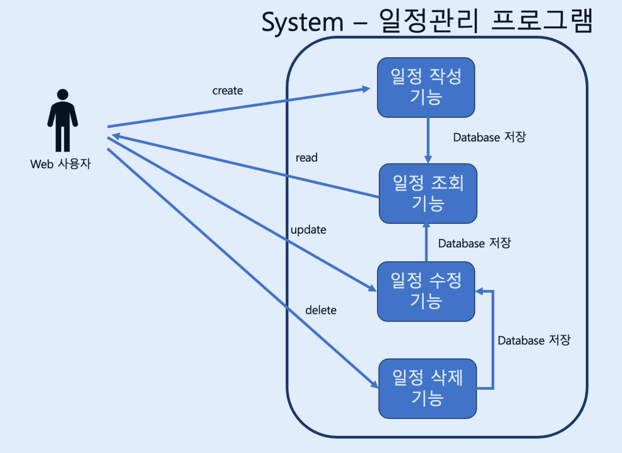 System – 일정관리 프로그램
일정 작성
기능
create
Database 저장
Web 사용자
read
일정 조회
기능
update
Database 저장
일정 수정
기능
delete
Database 저장
일정 삭제
기능